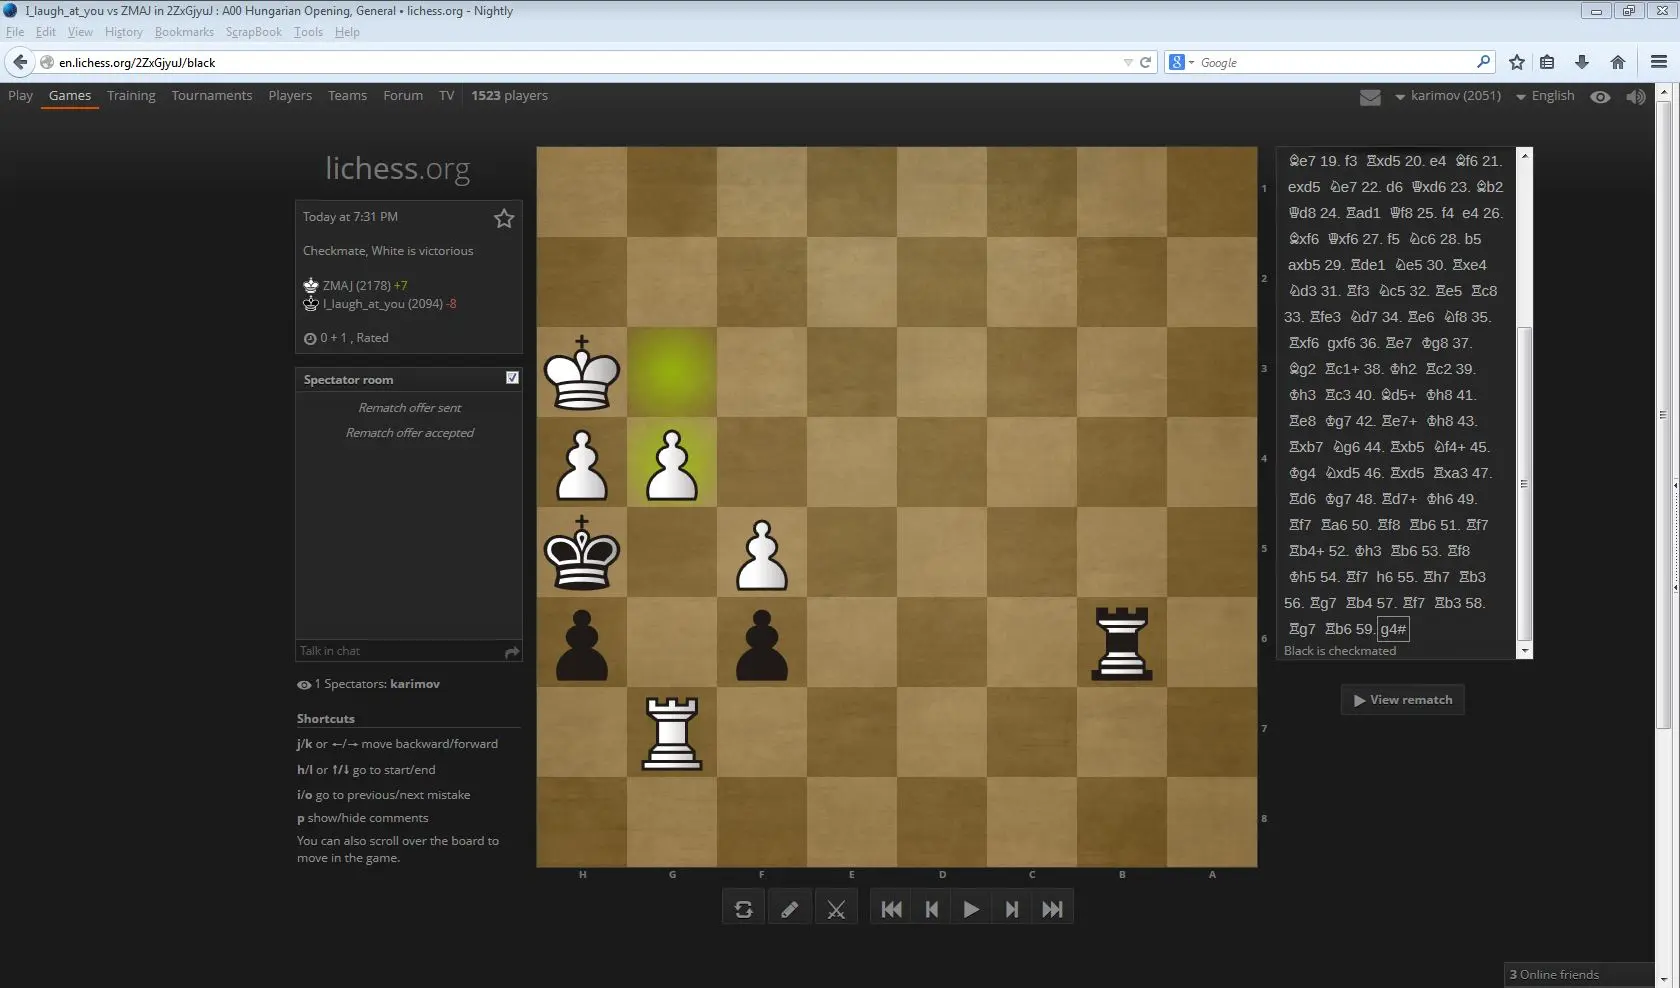 I_laugh_at_you vs ZMAJ in 2ZxGjyuJ : A00 Hungarian Opening, General • lichess.org - Nightly
File Edit View History Bookmarks ScrapBook Tools Help
en.lichess.org/2ZxGjyuJ/black
8 Google
Play Games Training Tournaments Players Teams Forum TV 1523 players
karimov (2051) English
lichess.org
Today at 7:31 PM
Checkmate, White is victorious
ZMAJ (2178) +7
I_laugh_at_you (2094) -8
0 + 1 , Rated
Spectator room
Rematch offer sent
Rematch offer accepted
Talk in chat
1 Spectators: karimov
Shortcuts
j/k or ←/→ move backward/forward
h/l or ↑/↓ go to start/end
i/o go to previous/next mistake
p show/hide comments
You can also scroll over the board to
move in the game.
1
2
3
4
5
6
7
8
H G F E D C B A
♗e7 19. f3 ♖xd5 20. e4 ♗f6 21.
exd5 ♘e7 22. d6 ♕xd6 23. ♗b2
♕d8 24. ♖ad1 ♕f8 25. f4 e4 26.
♗xf6 ♕xf6 27. f5 ♘c6 28. b5
axb5 29. ♖de1 ♘e5 30. ♖xe4
♘d3 31. ♖f3 ♘c5 32. ♖e5 ♖c8
33. ♖fe3 ♘d7 34. ♖e6 ♘f8 35.
♖xf6 gxf6 36. ♖e7 ♔g8 37.
♗g2 ♖c1+ 38. ♔h2 ♖c2 39.
♔h3 ♖c3 40. ♗d5+ ♔h8 41.
♖e8 ♔g7 42. ♖e7+ ♔h8 43.
♖xb7 ♘g6 44. ♖xb5 ♘f4+ 45.
♔g4 ♘xd5 46. ♖xd5 ♖xa3 47.
♖d6 ♔g7 48. ♖d7+ ♔h6 49.
♖f7 ♖a6 50. ♖f8 ♖b6 51. ♖f7
♖b4+ 52. ♔h3 ♖b6 53. ♖f8
♔h5 54. ♖f7 h6 55. ♖h7 ♖b3
56. ♖g7 ♖b4 57. ♖f7 ♖b3 58.
♖g7 ♖b6 59. g4#
Black is checkmated
View rematch
3 Online friends